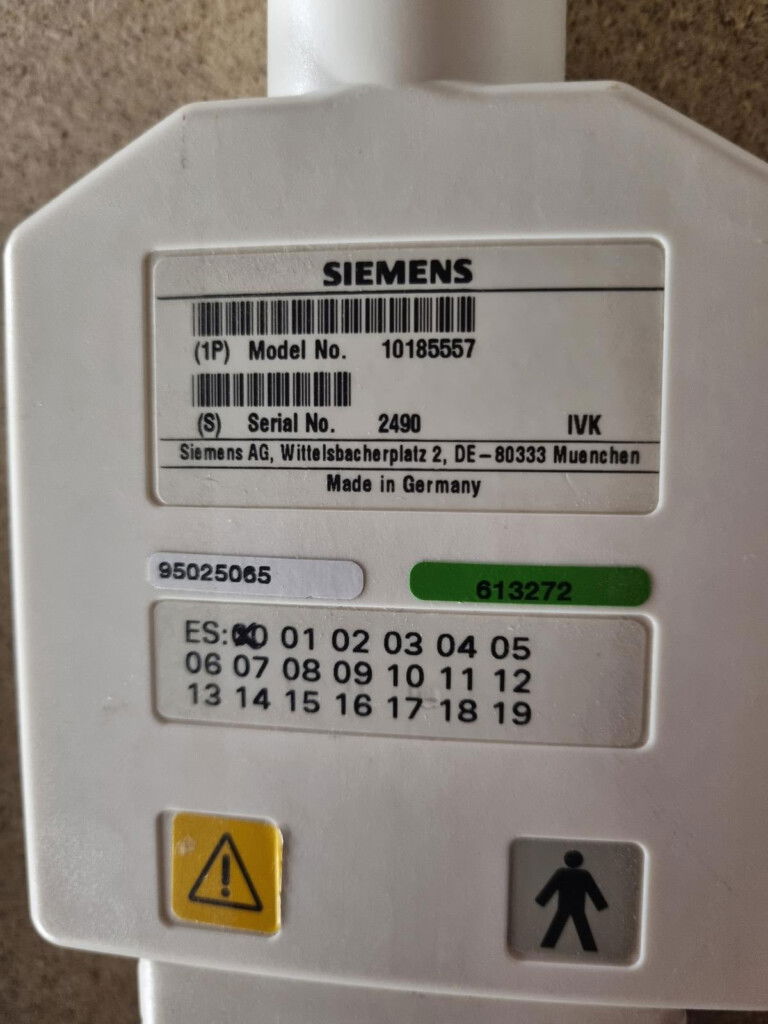 SIEMENS
(1P) Model No. 10185557
(S) Serial No. 2490 IVK
Siemens AG, Wittelsbacherplatz 2, DE-80333 Muenchen
Made in Germany
95025065
613272
ES: 01 02 03 04 05
06 07 08 09 10 11 12
13 14 15 16 17 18 19